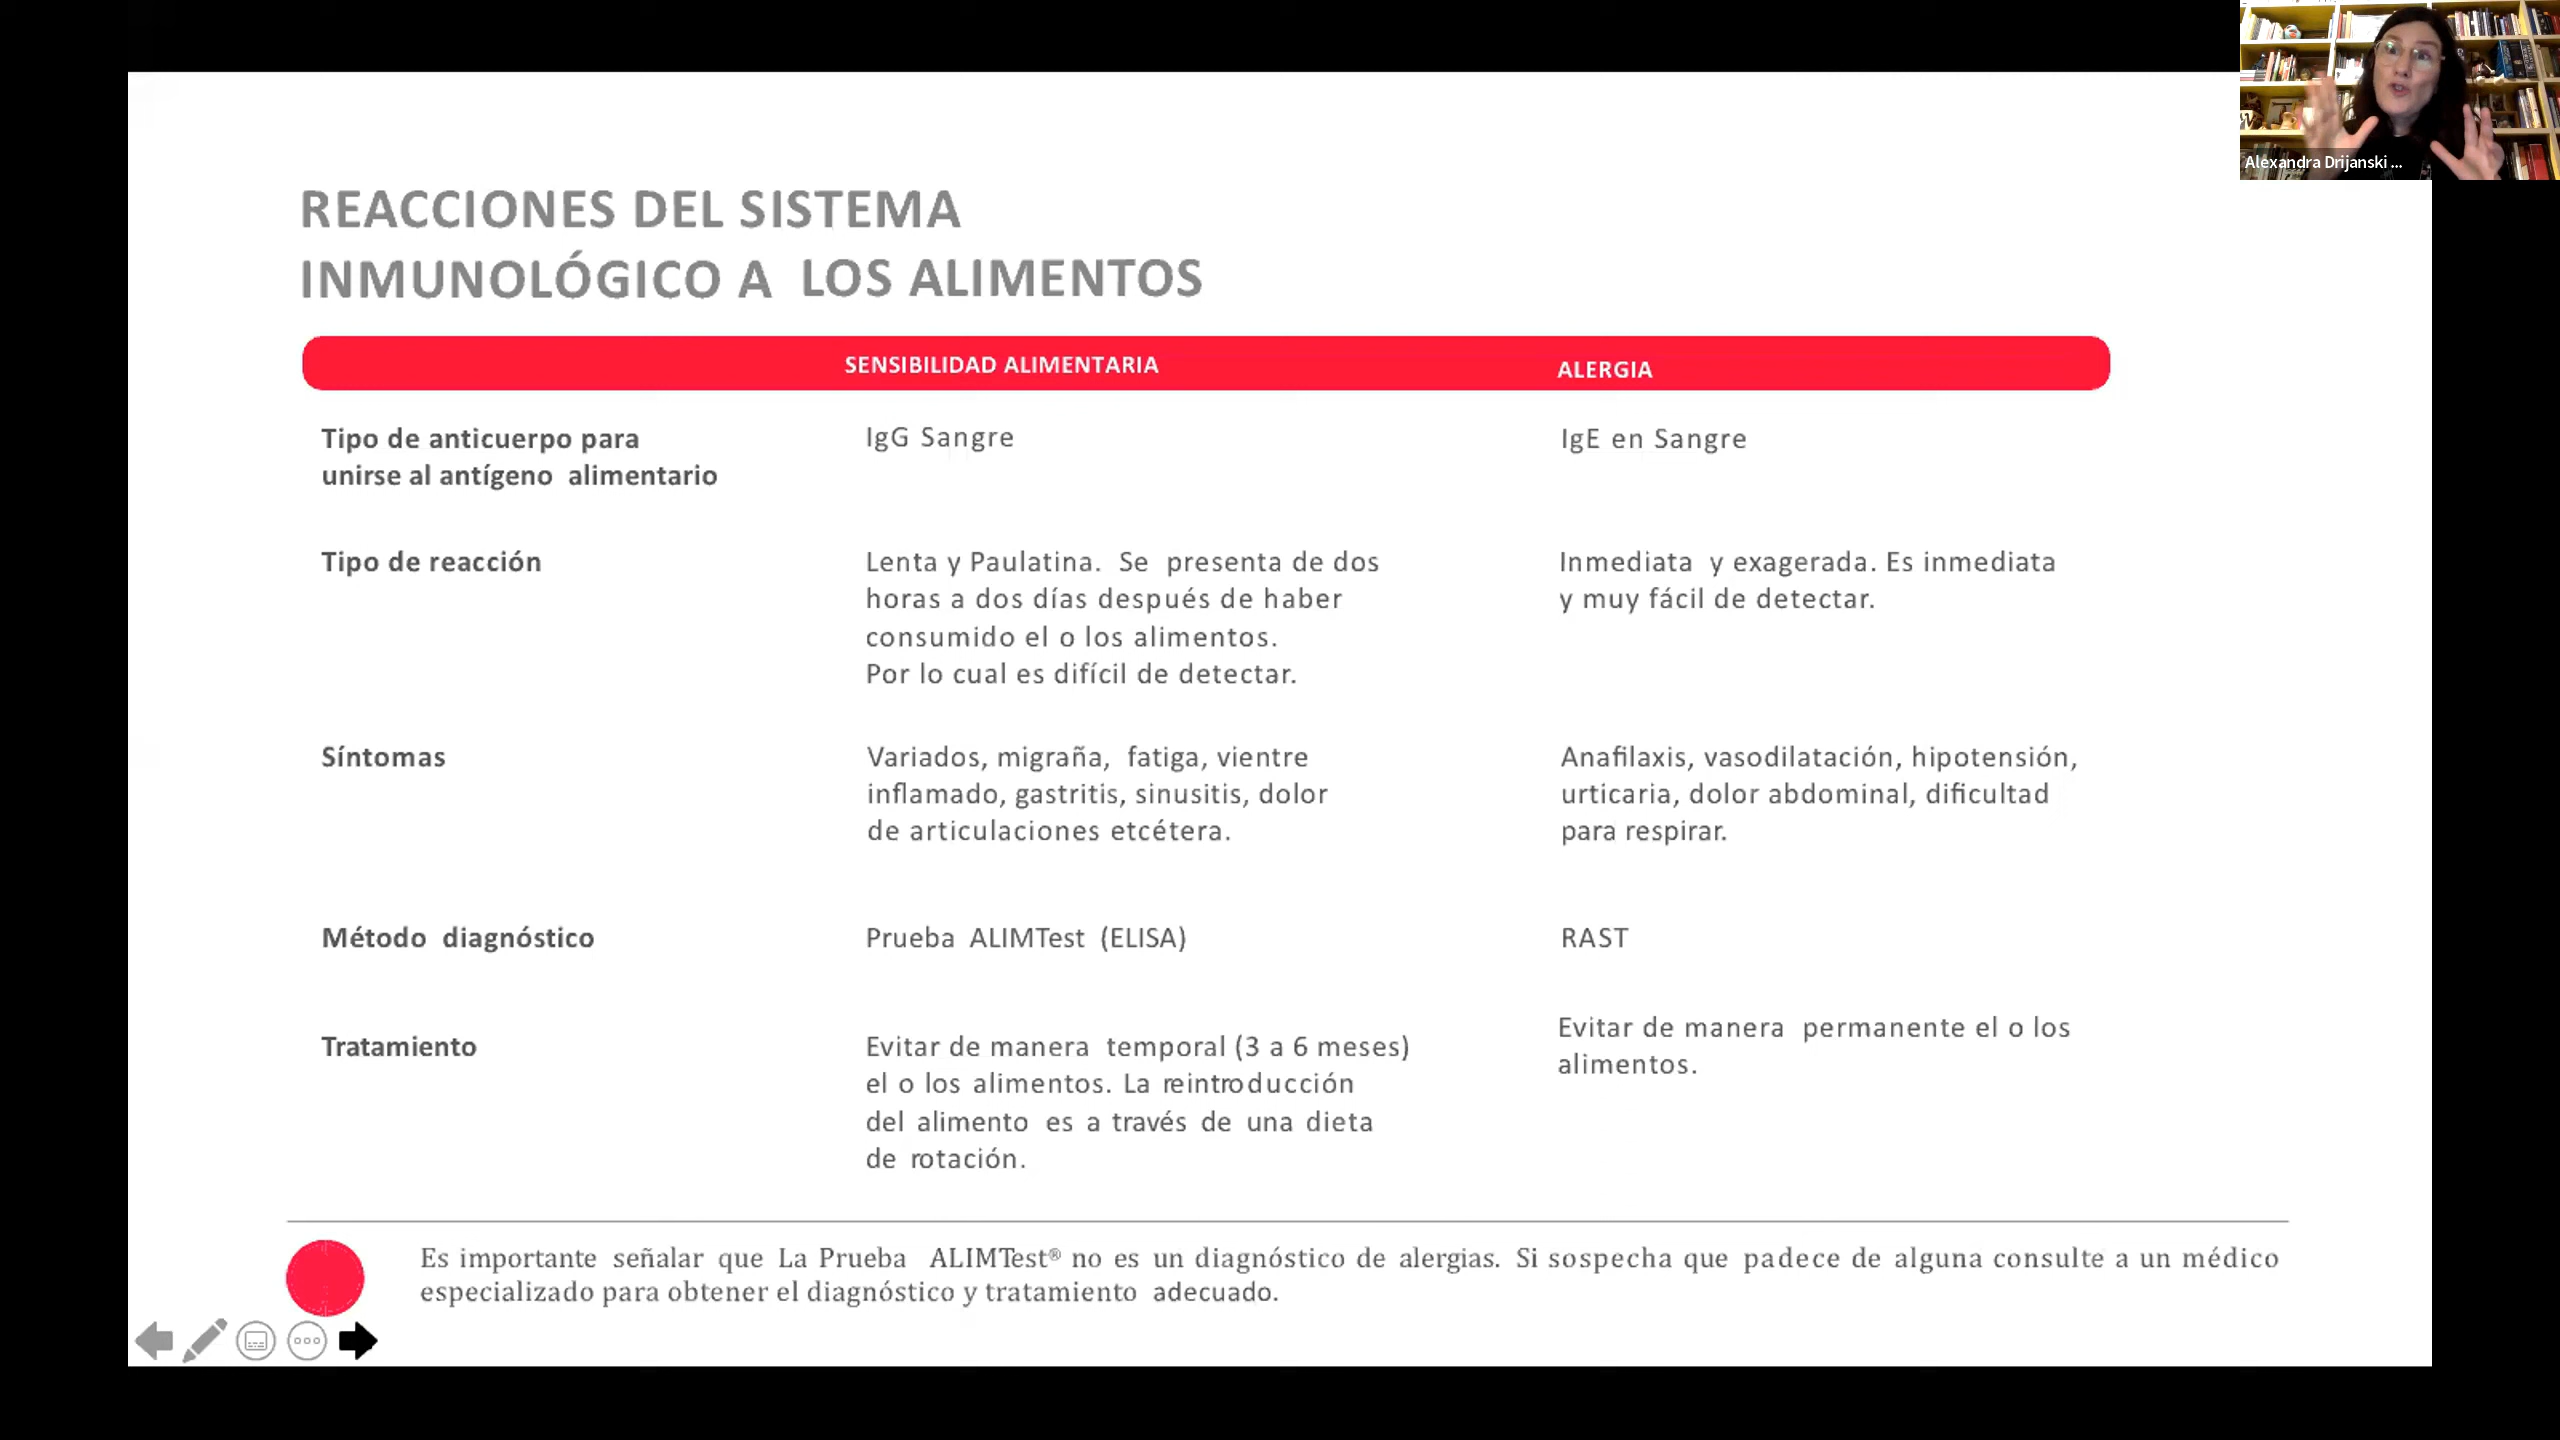 Alexandra Drijanski ...
REACCIONES DEL SISTEMA
INMUNOLÓGICO A LOS ALIMENTOS
SENSIBILIDAD ALIMENTARIA
ALERGIA
Tipo de anticuerpo para
unirse al antígeno alimentario
IgG Sangre
IgE en Sangre
Tipo de reacción
Lenta y Paulatina. Se presenta de dos
horas a dos días después de haber
consumido el o los alimentos.
Por lo cual es difícil de detectar.
Inmediata y exagerada. Es inmediata
y muy fácil de detectar.
Síntomas
Variados, migraña, fatiga, vientre
inflamado, gastritis, sinusitis, dolor
de articulaciones etcétera.
Anafilaxis, vasodilatación, hipotensión,
urticaria, dolor abdominal, dificultad
para respirar.
Método diagnóstico
Prueba ALIMTest (ELISA)
RAST
Tratamiento
Evitar de manera temporal (3 a 6 meses)
el o los alimentos. La reintroducción
del alimento es a través de una dieta
de rotación.
Evitar de manera permanente el o los
alimentos.
Es importante señalar que La Prueba ALIMTest® no es un diagnóstico de alergias. Si sospecha que padece de alguna consulte a un médico
especializado para obtener el diagnóstico y tratamiento adecuado.